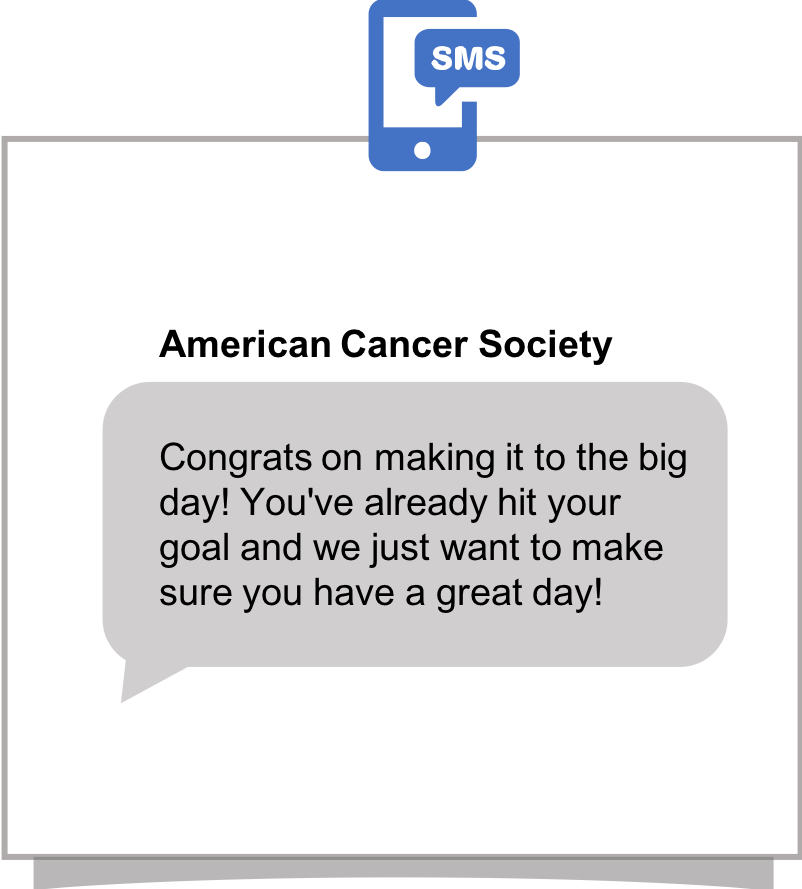 SMS
American Cancer Society
Congrats on making it to the big
day! You've already hit your
goal and we just want to make
sure you have a great day!